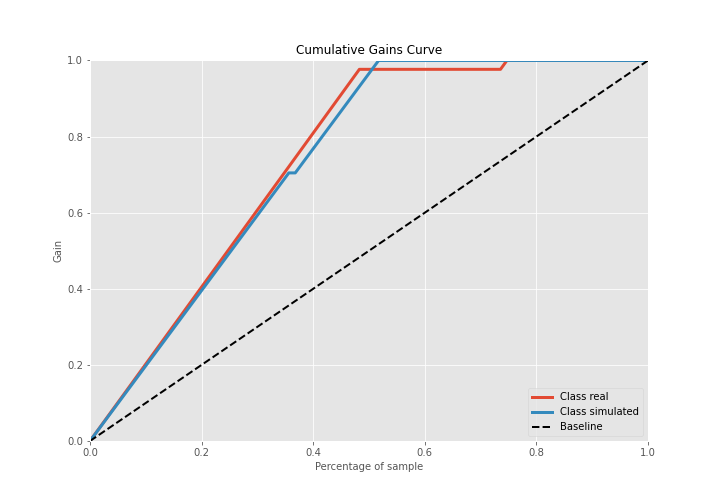 Cumulative Gains Curve
1.0
0.8
0.6
0.4
0.2
0.0
Gain
0.0 0.2 0.4 0.6 0.8 1.0
Percentage of sample
Class real
Class simulated
Baseline